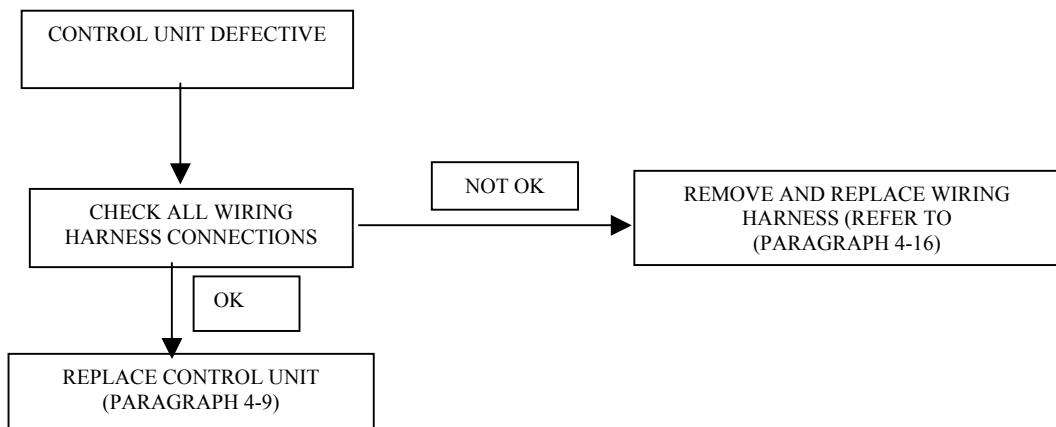 CONTROL UNIT DEFECTIVE
NOT OK
CHECK ALL WIRING
HARNESS CONNECTIONS
REMOVE AND REPLACE WIRING
HARNESS (REFER TO
(PARAGRAPH 4-16)
OK
REPLACE CONTROL UNIT
(PARAGRAPH 4-9)